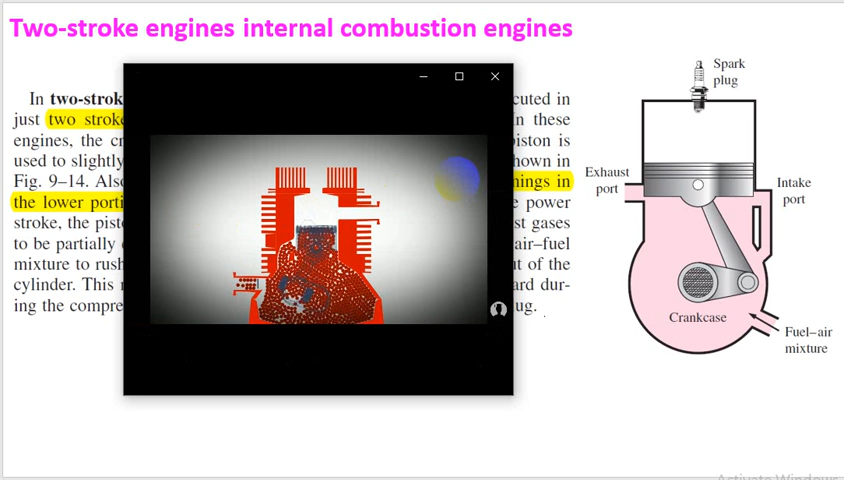 Two-stroke engines internal combustion engines
In two-strok
cuted in
just two stroke
n these
engines, the cr
piston is
used to slightly
hown in
Fig. 9–14. Also
nings in
the lower porti
e power
stroke, the pisto
st gases
to be partially
air–fuel
mixture to rush
t of the
cylinder. This
ard dur-
ing the compre
ug.
Spark
plug
Exhaust
port
Intake
port
Crankcase
Fuel–air
mixture